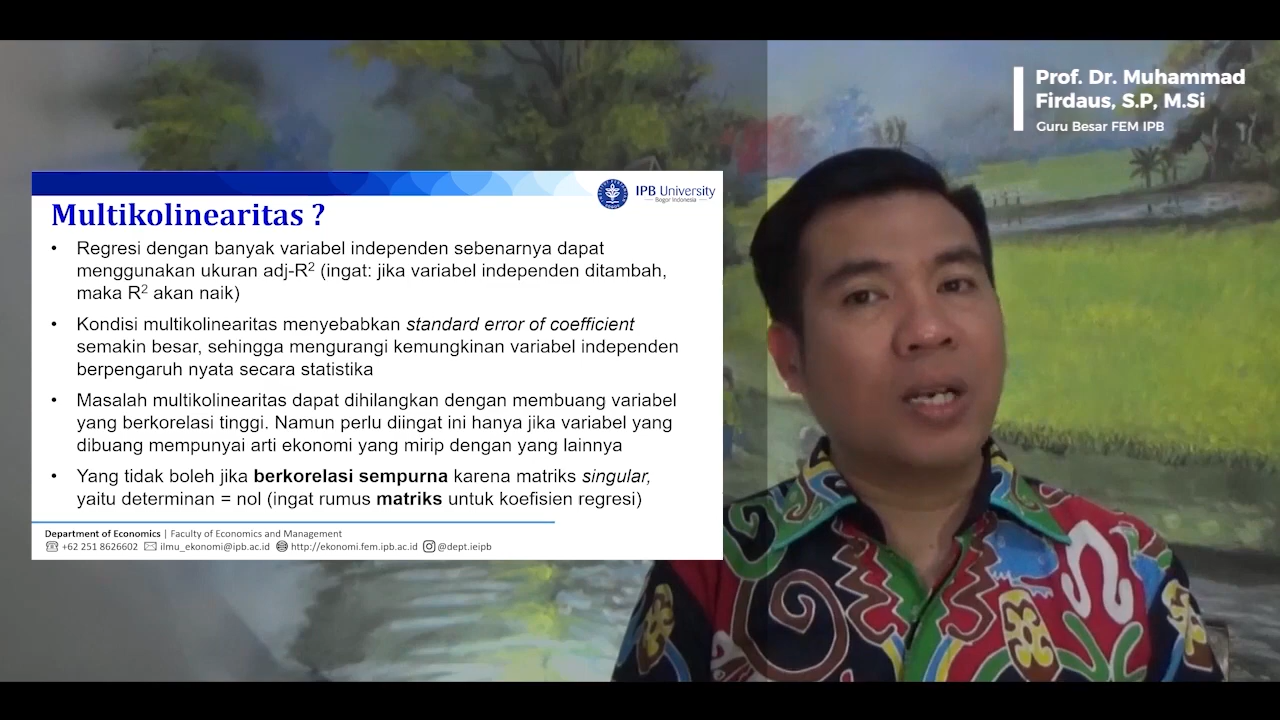 Prof. Dr. Muhammad
Firdaus, S.P, M.Si
Guru Besar FEM IPB
IPB University
Bogor Indonesia
Multikolinearitas ?
• Regresi dengan banyak variabel independen sebenarnya dapat
menggunakan ukuran adj-R² (ingat: jika variabel independen ditambah,
maka R² akan naik)
• Kondisi multikolinearitas menyebabkan standard error of coefficient
semakin besar, sehingga mengurangi kemungkinan variabel independen
berpengaruh nyata secara statistika
• Masalah multikolinearitas dapat dihilangkan dengan membuang variabel
yang berkorelasi tinggi. Namun perlu diingat ini hanya jika variabel yang
dibuang mempunyai arti ekonomi yang mirip dengan yang lainnya
• Yang tidak boleh jika berkorelasi sempurna karena matriks singular,
yaitu determinan = nol (ingat rumus matriks untuk koefisien regresi)
Department of Economics | Faculty of Economics and Management
+62 251 8626602 ilmu_ekonomi@ipb.ac.id http://ekonomi.fem.ipb.ac.id @dept.ieipb